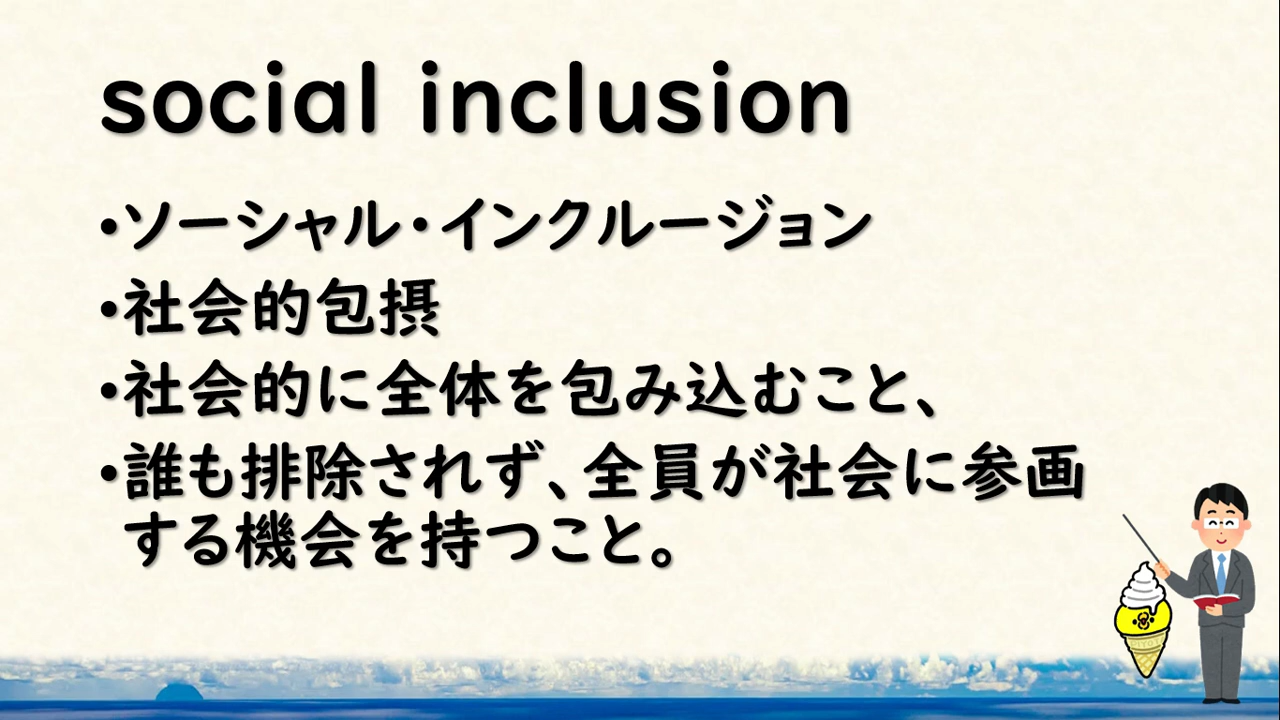 social inclusion
・ソーシャル・インクルージョン
・社会的包摂
・社会的に全体を包み込むこと、
・誰も排除されず、全員が社会に参画
する機会を持つこと。